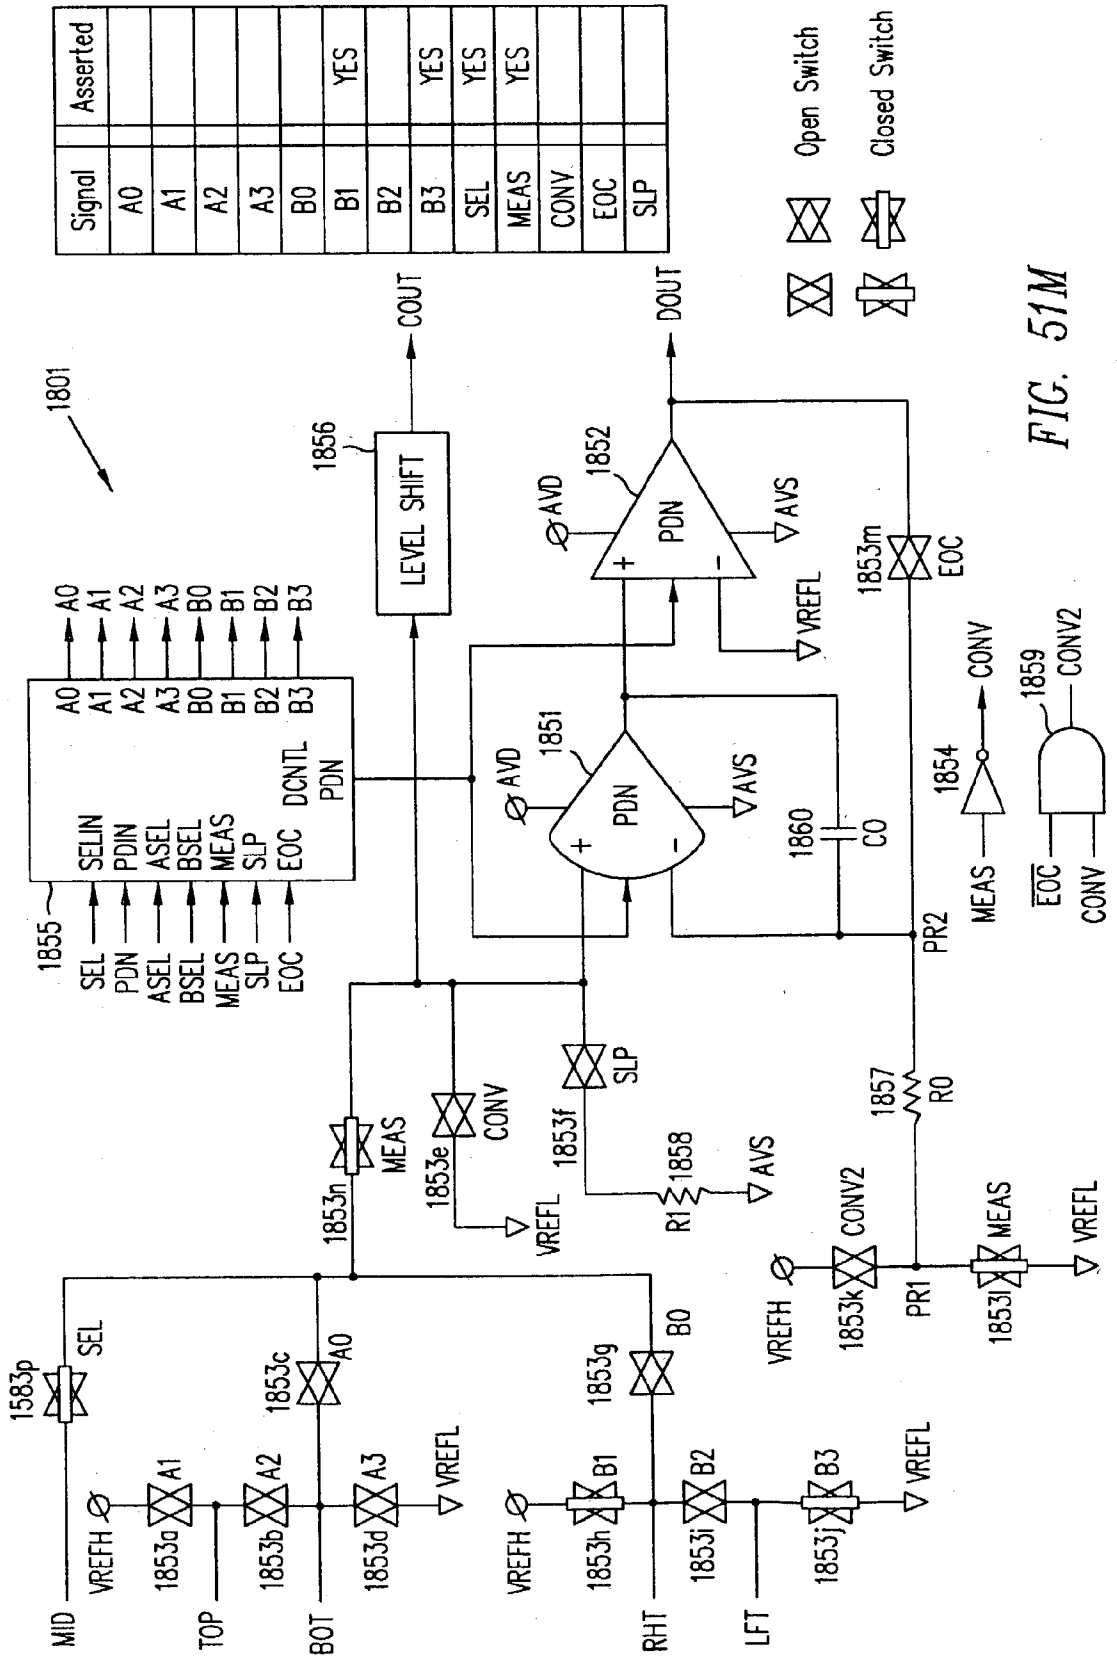 1801
Signal Asserted
A0
A1
A2
A3
B0
B1 YES
B2
B3 YES
SEL YES
MEAS YES
CONV
EOC
SLP
1855
SEL SELIN
PDN PDIN
ASEL ASEL
BSEL BSEL
MEAS MEAS
SLP SLP
EOC EOC
DCNTL
PDN
A0 A0
A1 A1
A2 A2
A3 A3
B0 B0
B1 B1
B2 B2
B3 B3
1856
LEVEL SHIFT
COUT
MID
1583p
SEL
VREFH
1853a
A1
TOP
1853b
A2
BOT
1853c
A0
1853d
A3
VREFL
1853n
MEAS
1853e
CONV
VREFL
1853f
SLP
R1
1858
AVS
AVD
1851
+
PDN
−
AVS
1860
CO
AVD
1852
+
PDN
−
AVS
VREFL
DOUT
1853m
EOC
VREFH
1853h
B1
RHT
1853g
B0
1853i
B2
LFT
1853j
B3
VREFL
VREFH
1853k
CONV2
PR1
1853l
MEAS
VREFL
1857
R0
PR2
MEAS
1854
CONV
EOC
CONV
1859
CONV2
Open Switch
Closed Switch
FIG. 51M